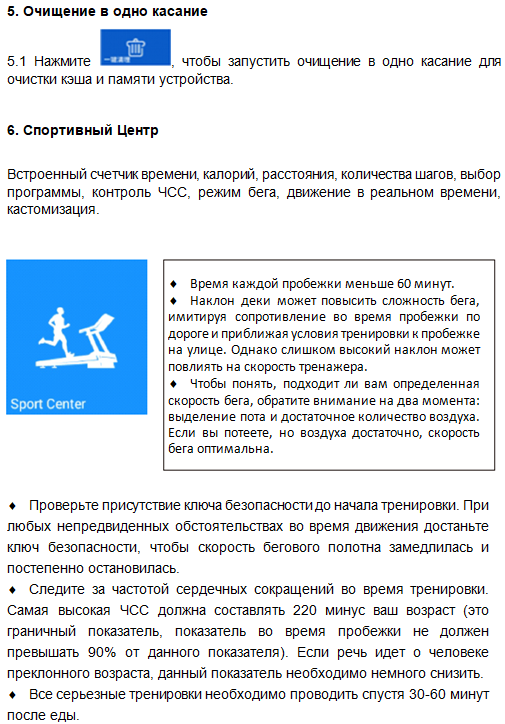 5. Очищение в одно касание
5.1 Нажмите , чтобы запустить очищение в одно касание для
一键清理
очистки кэша и памяти устройства.
6. Спортивный Центр
Встроенный счетчик времени, калорий, расстояния, количества шагов, выбор
программы, контроль ЧСС, режим бега, движение в реальном времени,
кастомизация.
Sport Center
♦ Время каждой пробежки меньше 60 минут.
♦ Наклон деки может повысить сложность бега,
имитируя сопротивление во время пробежки по
дороге и приближая условия тренировки к пробежке
на улице. Однако слишком высокий наклон может
повлиять на скорость тренажера.
♦ Чтобы понять, подходит ли вам определенная
скорость бега, обратите внимание на два момента:
выделение пота и достаточное количество воздуха.
Если вы потеете, но воздуха достаточно, скорость
бега оптимальна.
♦ Проверьте присутствие ключа безопасности до начала тренировки. При
любых непредвиденных обстоятельствах во время движения достаньте
ключ безопасности, чтобы скорость бегового полотна замедлилась и
постепенно остановилась.
♦ Следите за частотой сердечных сокращений во время тренировки.
Самая высокая ЧСС должна составлять 220 минус ваш возраст (это
граничный показатель, показатель во время пробежки не должен
превышать 90% от данного показателя). Если речь идет о человеке
преклонного возраста, данный показатель необходимо немного снизить.
♦ Все серьезные тренировки необходимо проводить спустя 30-60 минут
после еды.